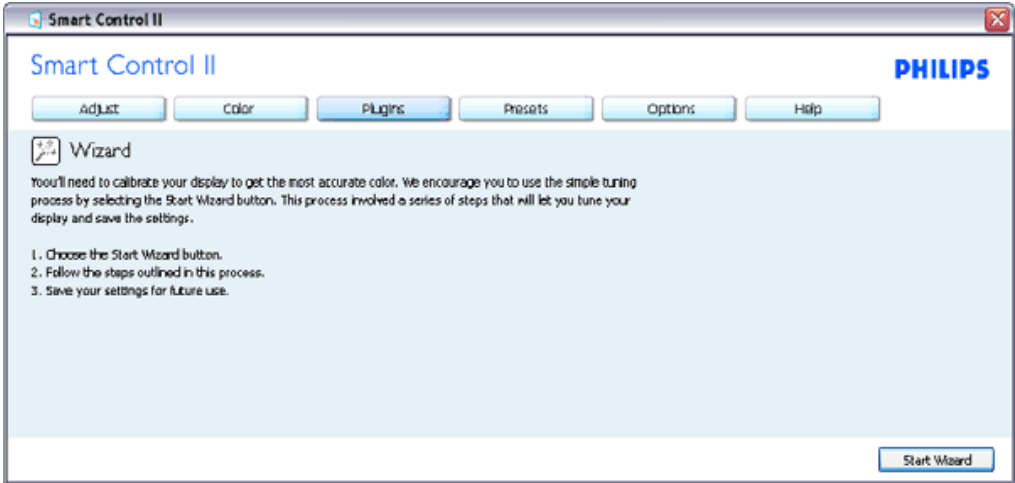 Smart Control II
Smart Control II
PHILIPS
Adjust Color Plugins Presets Options Help
Wizard
Yoou'll need to calibrate your display to get the most accurate color. We encourage you to use the simple tuning
process by selecting the Start Wizard button. This process involved a series of steps that will let you tune your
display and save the settings.
1. Choose the Start Wizard button.
2. Follow the steps outlined in this process.
3. Save your settings for future use.
Start Wizard